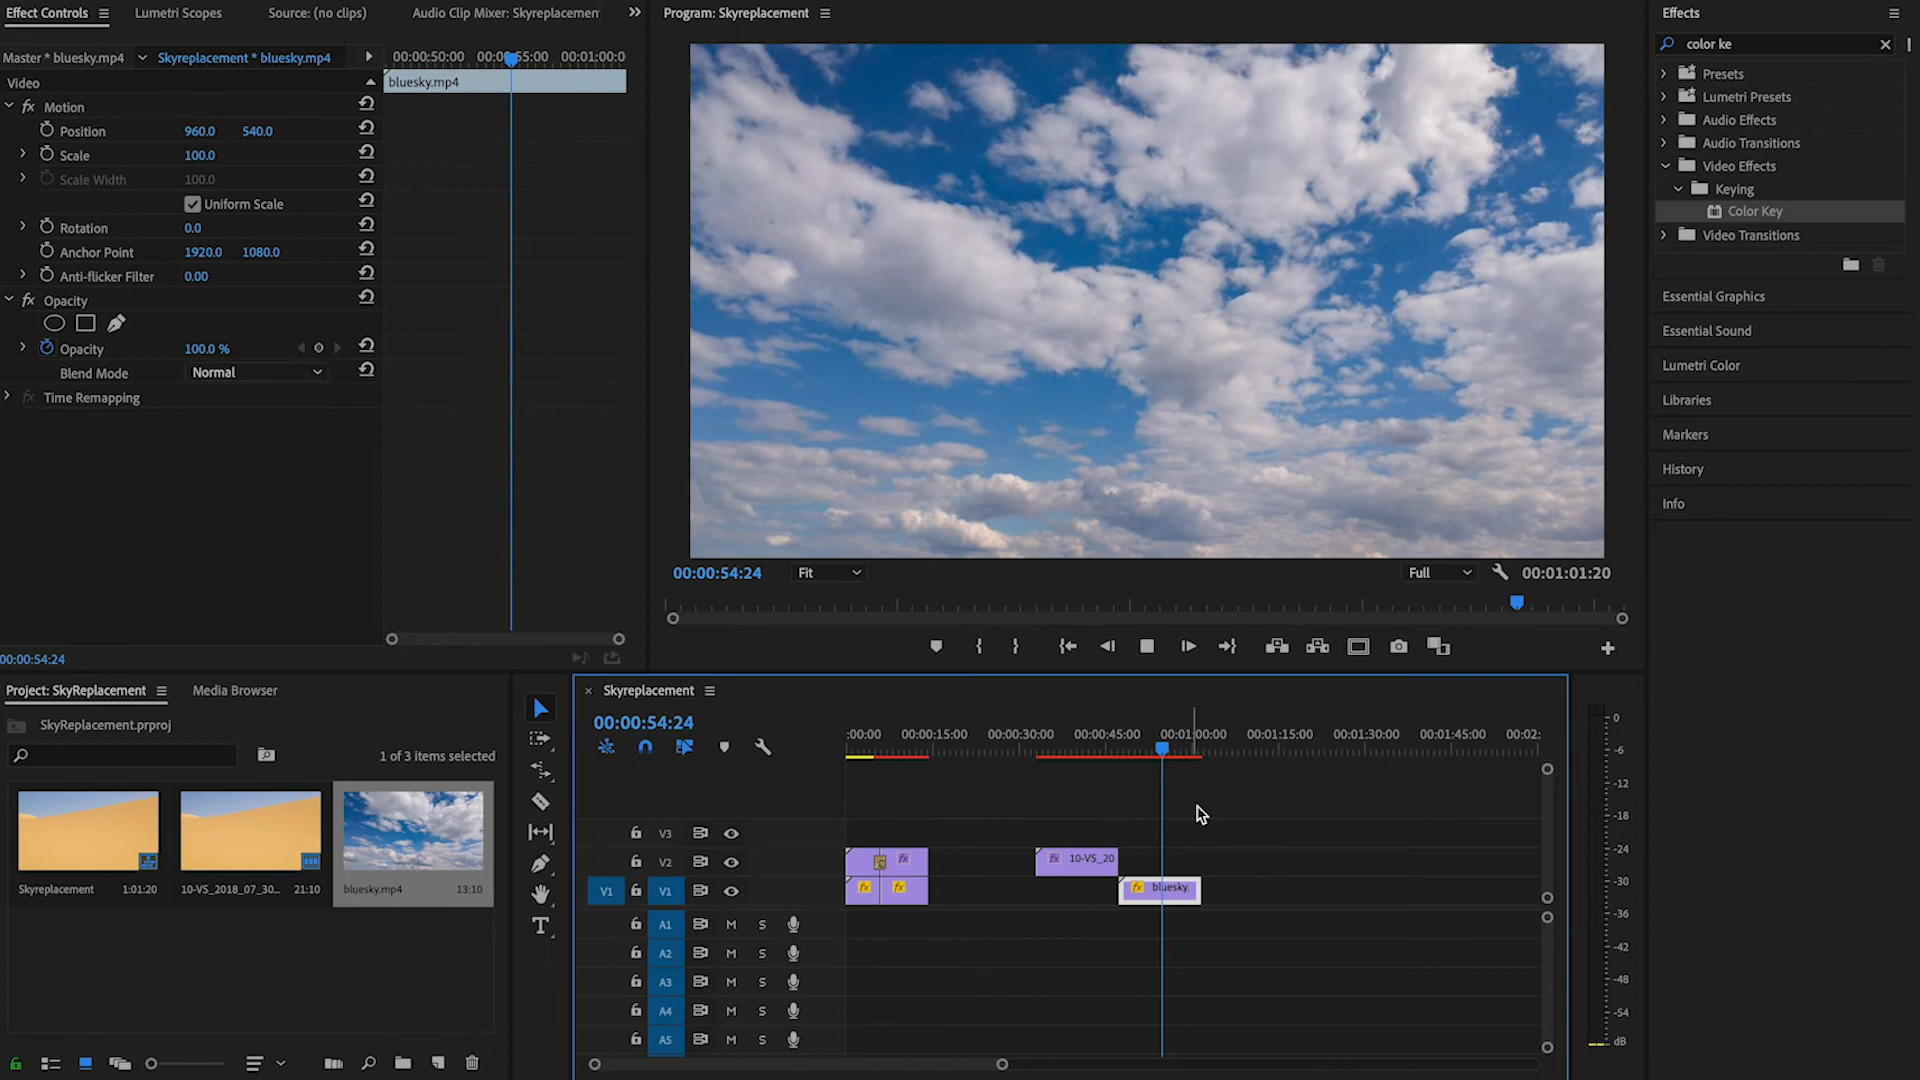 Effect Controls
Lumetri Scopes
Source: (no clips)
Audio Clip Mixer: Skyreplacemen
Program: Skyreplacement
Effects
color ke
Master * bluesky.mp4
Skyreplacement * bluesky.mp4
00:00:50:00
00:00:55:00
00:01:00:0
Video
bluesky.mp4
fx Motion
Position 960.0 540.0
Scale 100.0
Scale Width 100.0
Uniform Scale
Rotation 0.0
Anchor Point 1920.0 1080.0
Anti-flicker Filter 0.00
fx Opacity
Opacity 100.0 %
Blend Mode Normal
fx Time Remapping
Presets
Lumetri Presets
Audio Effects
Audio Transitions
Video Effects
Keying
Color Key
Video Transitions
Essential Graphics
Essential Sound
Lumetri Color
Libraries
Markers
History
Info
00:00:54:24
Fit
Full
00:01:01:20
00:00:54:24
Project: SkyReplacement
Media Browser
SkyReplacement.prproj
1 of 3 items selected
Skyreplacement 1:01:20
10-VS_2018_07_30... 21:10
bluesky.mp4 13:10
Skyreplacement
00:00:54:24
:00:00
00:00:15:00
00:00:30:00
00:00:45:00
00:01:00:00
00:01:15:00
00:01:30:00
00:01:45:00
00:02:
V3
V2
fx
fx 10-VS_20
V1 V1
fx fx
fx bluesky.
A1 M S
A2 M S
A3 M S
A4 M S
A5 M S
0
-6
-12
-18
-24
-30
-36
-42
-48
-54
dB